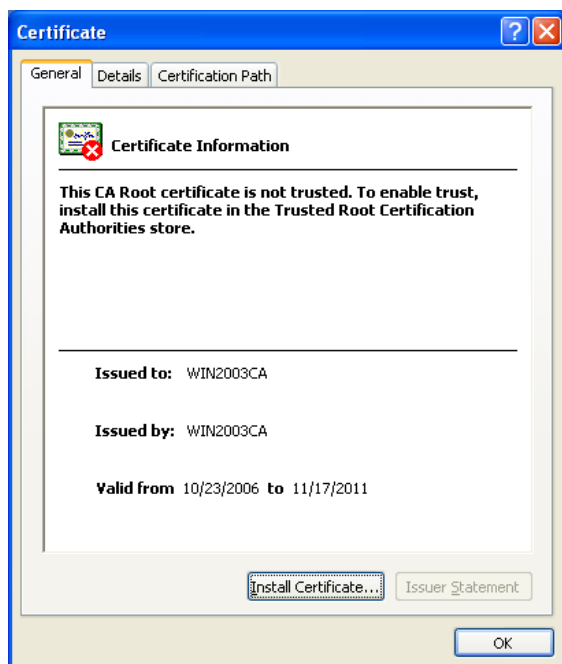 Certificate
General Details Certification Path
Certificate Information
This CA Root certificate is not trusted. To enable trust,
install this certificate in the Trusted Root Certification
Authorities store.
Issued to: WIN2003CA
Issued by: WIN2003CA
Valid from 10/23/2006 to 11/17/2011
Install Certificate... Issuer Statement
OK